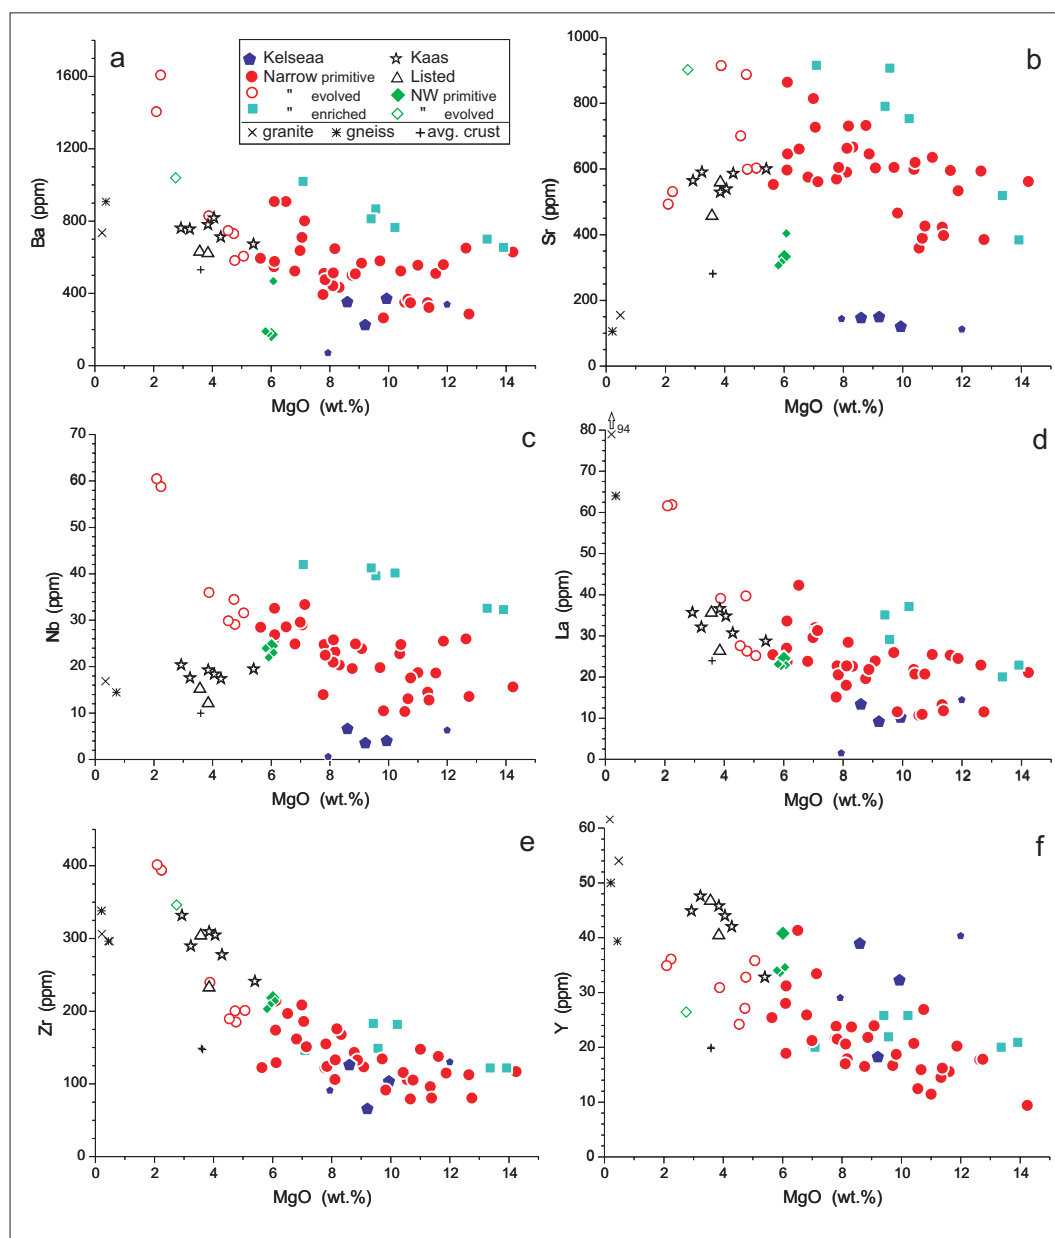 a
Kelseaa
Kaas
Narrow primitive
Listed
" evolved
NW primitive
" enriched
" evolved
granite
gneiss
avg. crust
1600
1200
800
400
0
Ba (ppm)
0 2 4 6 8 10 12 14
MgO (wt.%)
b
1000
800
600
400
200
0
Sr (ppm)
0 2 4 6 8 10 12 14
MgO (wt.%)
c
70
60
50
40
30
20
10
0
Nb (ppm)
0 2 4 6 8 10 12 14
MgO (wt.%)
d
94
80
70
60
50
40
30
20
10
0
La (ppm)
0 2 4 6 8 10 12 14
MgO (wt.%)
e
400
300
200
100
0
Zr (ppm)
0 2 4 6 8 10 12 14
MgO (wt.%)
f
60
50
40
30
20
10
0
Y (ppm)
0 2 4 6 8 10 12 14
MgO (wt.%)